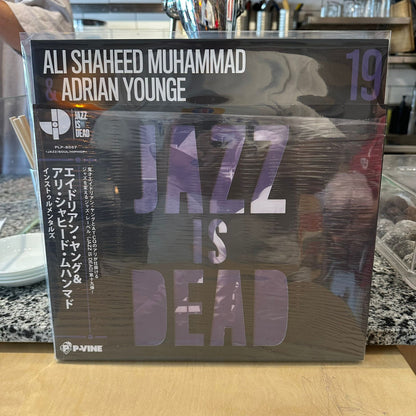 ALI SHAHEED MUHAMMAD
& ADRIAN YOUNGE
19
JAZZ
IS
DEAD
JAZZ
IS
DEAD
エイドリアン・ヤング&
アリ・シャヒード・ムハンマド
インストゥルメンタルズ
P-VINE